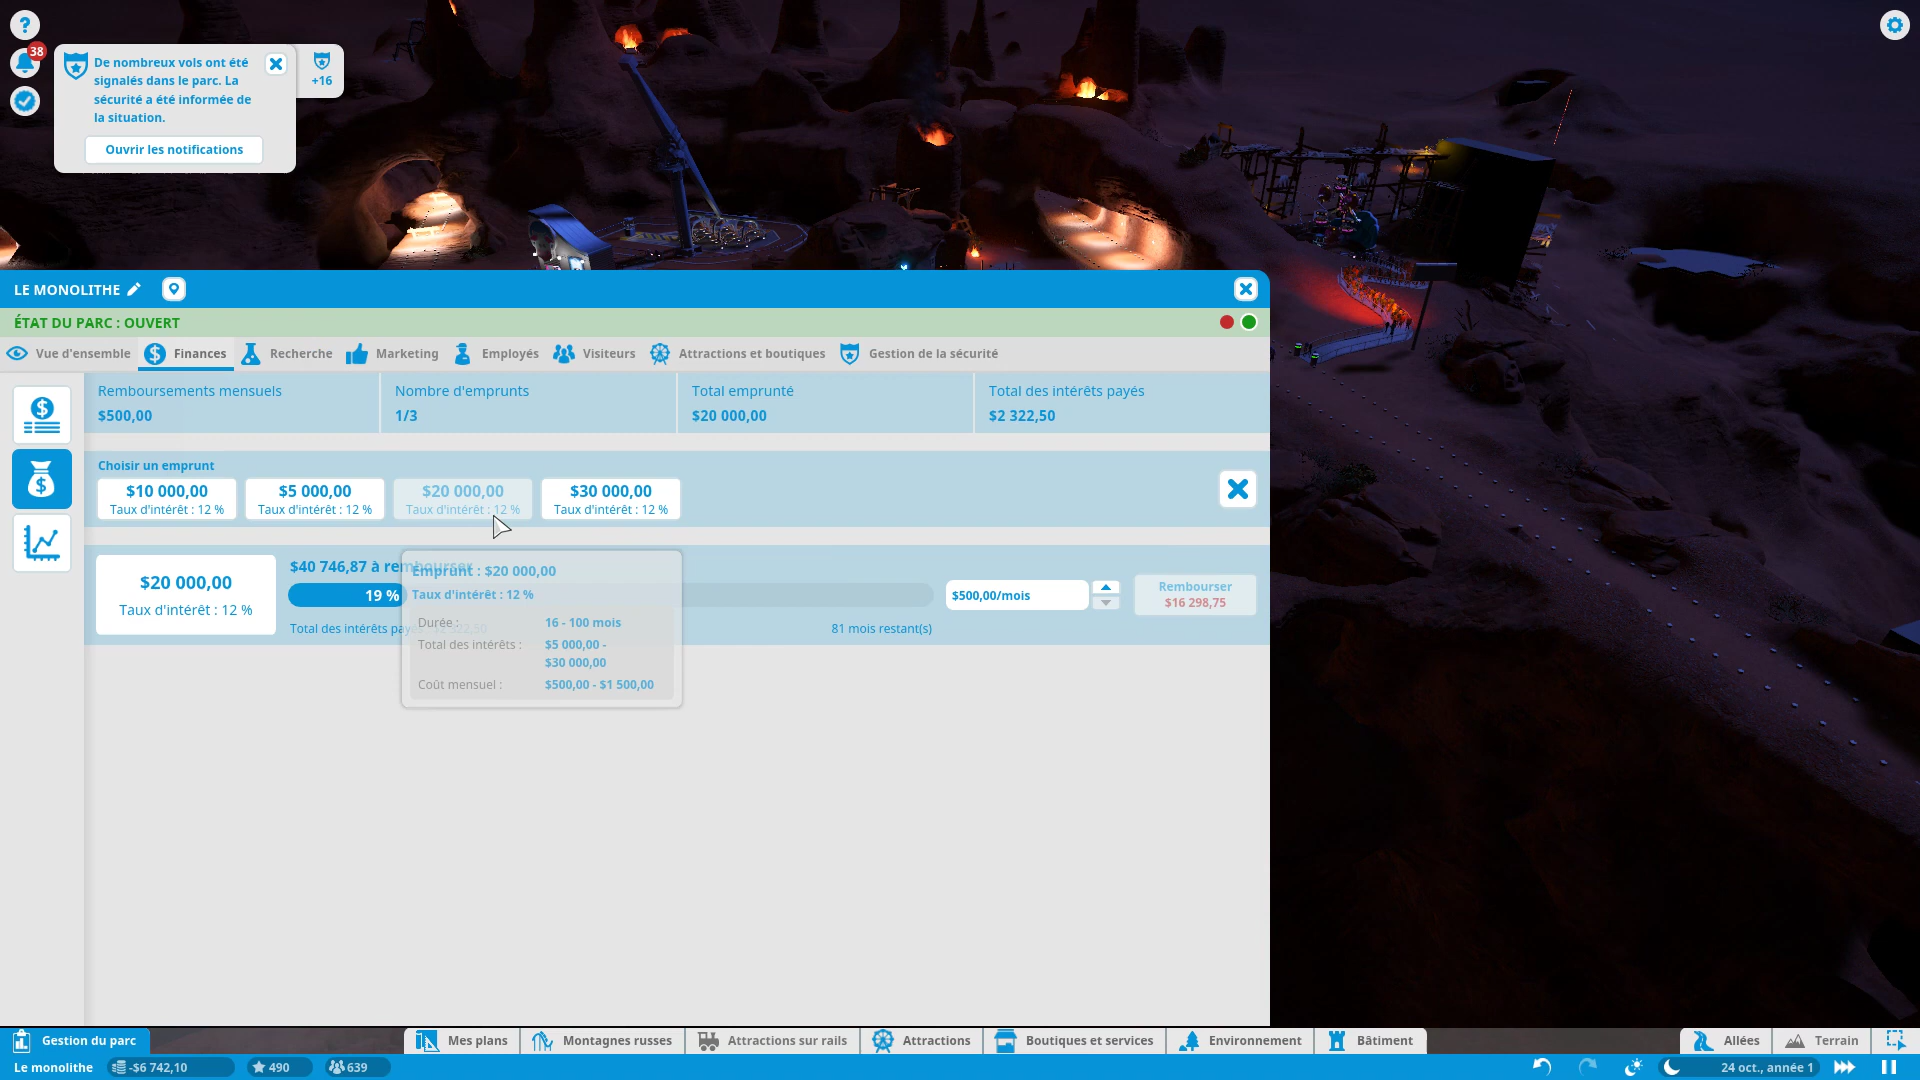 38
De nombreux vols ont été
signalés dans le parc. La
sécurité a été informée de
la situation.
+16
Ouvrir les notifications
LE MONOLITHE
ÉTAT DU PARC : OUVERT
Vue d'ensemble
Finances
Recherche
Marketing
Employés
Visiteurs
Attractions et boutiques
Gestion de la sécurité
Remboursements mensuels
$500,00
Nombre d'emprunts
1/3
Total emprunté
$20 000,00
Total des intérêts payés
$2 322,50
Choisir un emprunt
$10 000,00
Taux d'intérêt : 12 %
$5 000,00
Taux d'intérêt : 12 %
$20 000,00
Taux d'intérêt : 12 %
$30 000,00
Taux d'intérêt : 12 %
$20 000,00
Taux d'intérêt : 12 %
$40 746,87 à rembourser
19 %
Total des intérêts payés : $2 322,50
81 mois restant(s)
$500,00/mois
Rembourser
$16 298,75
Emprunt : $20 000,00
Taux d'intérêt : 12 %
Durée :
16 - 100 mois
Total des intérêts :
$5 000,00 -
$30 000,00
Coût mensuel :
$500,00 - $1 500,00
Gestion du parc
Mes plans
Montagnes russes
Attractions sur rails
Attractions
Boutiques et services
Environnement
Bâtiment
Allées
Terrain
Le monolithe
-$6 742,10
490
639
24 oct., année 1